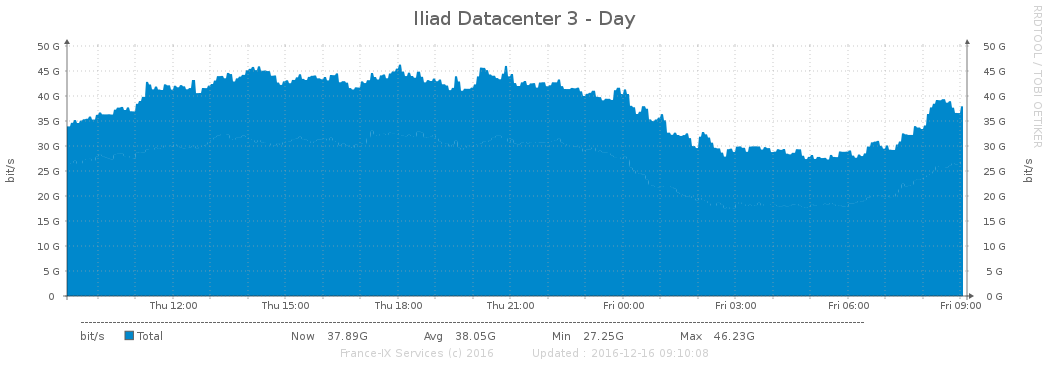 Iliad Datacenter 3 - Day
RRDTOOL / TOBI OETIKER
bit/s
50 G
45 G
40 G
35 G
30 G
25 G
20 G
15 G
10 G
5 G
0
50 G
45 G
40 G
35 G
30 G
25 G
20 G
15 G
10 G
5 G
0 G
bit/s
Thu 12:00 Thu 15:00 Thu 18:00 Thu 21:00 Fri 00:00 Fri 03:00 Fri 06:00 Fri 09:00
bit/s Total Now 37.89G Avg 38.05G Min 27.25G Max 46.23G
France-IX Services (c) 2016 Updated : 2016-12-16 09:10:08